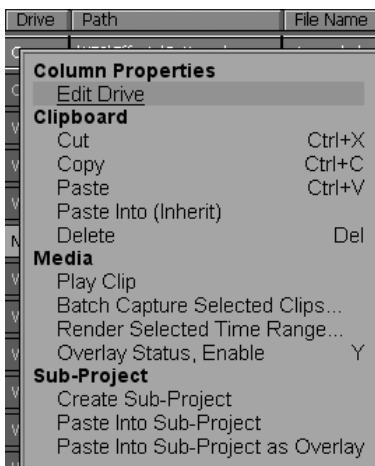 Drive Path File Name
Column Properties
Edit Drive
Clipboard
Cut Ctrl+X
Copy Ctrl+C
Paste Ctrl+V
Paste Into (Inherit)
Delete Del
Media
Play Clip
Batch Capture Selected Clips...
Render Selected Time Range...
Overlay Status, Enable Y
Sub-Project
Create Sub-Project
Paste Into Sub-Project
Paste Into Sub-Project as Overlay